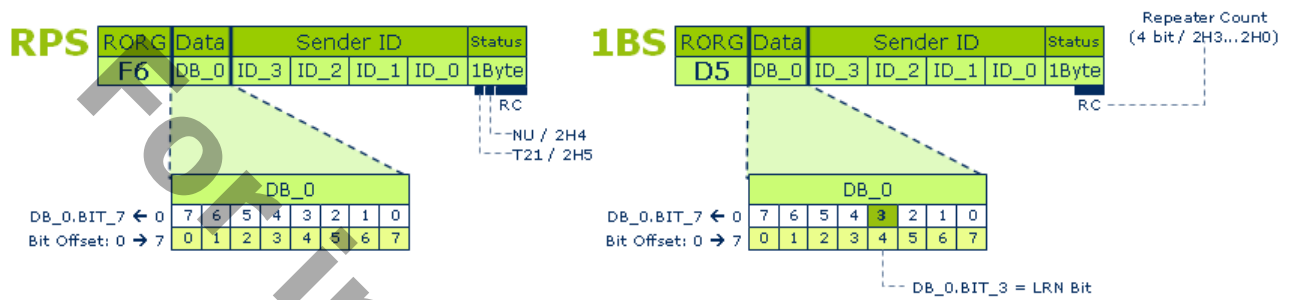 RPS RORG Data Sender ID Status
F6 DB_0 ID_3 ID_2 ID_1 ID_0 1Byte
RC
NU / 2H4
T21 / 2H5
DB_0
DB_0.BIT_7 ← 0 7 6 5 4 3 2 1 0
Bit Offset: 0 → 7 0 1 2 3 4 5 6 7
1BS RORG Data Sender ID Status
D5 DB_0 ID_3 ID_2 ID_1 ID_0 1Byte
Repeater Count
(4 bit / 2H3...2H0)
RC
DB_0
DB_0.BIT_7 ← 0 7 6 5 4 3 2 1 0
Bit Offset: 0 → 7 0 1 2 3 4 5 6 7
DB_0.BIT_3 = LRN Bit
For in